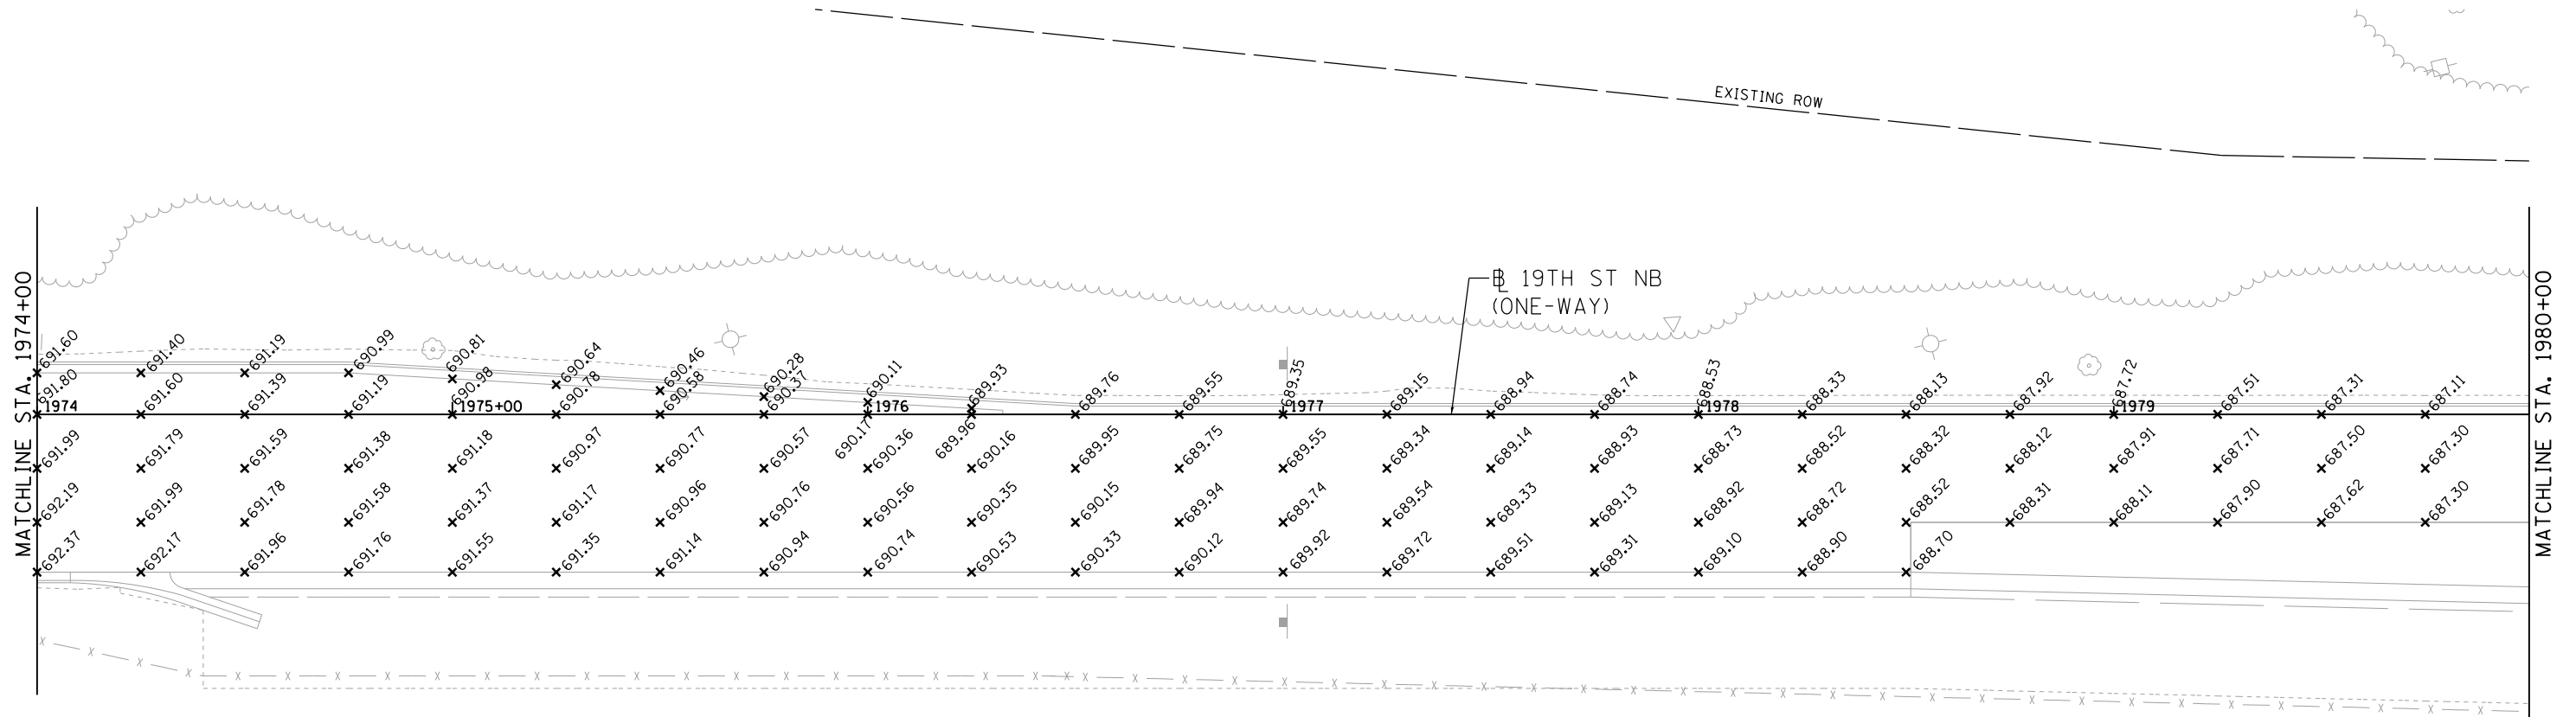 EXISTING ROW
Ⓑ 19TH ST NB
(ONE-WAY)
MATCHLINE STA. 1974+00
691.60 691.40 691.19 690.99 690.81 690.64 690.46 690.28 690.11 689.93
691.80 691.60 691.39 691.19 690.98 690.78 690.58 690.37 690.17 689.96 689.76 689.55 689.35 689.15 688.94 688.74 688.53 688.33 688.13 687.92 687.72 687.51 687.31 687.11
1974 1975+00 1976 1977 1978 1979
691.99 691.79 691.59 691.38 691.18 690.97 690.77 690.57 690.36 690.16 689.95 689.75 689.55 689.34 689.14 688.93 688.73 688.52 688.32 688.12 687.91 687.71 687.50 687.30
692.19 691.99 691.78 691.58 691.37 691.17 690.96 690.76 690.56 690.35 690.15 689.94 689.74 689.54 689.33 689.13 688.92 688.72 688.52 688.31 688.11 687.90 687.62 687.30
692.37 692.17 691.96 691.76 691.55 691.35 691.14 690.94 690.74 690.53 690.33 690.12 689.92 689.72 689.51 689.31 689.10 688.90 688.70
MATCHLINE STA. 1980+00